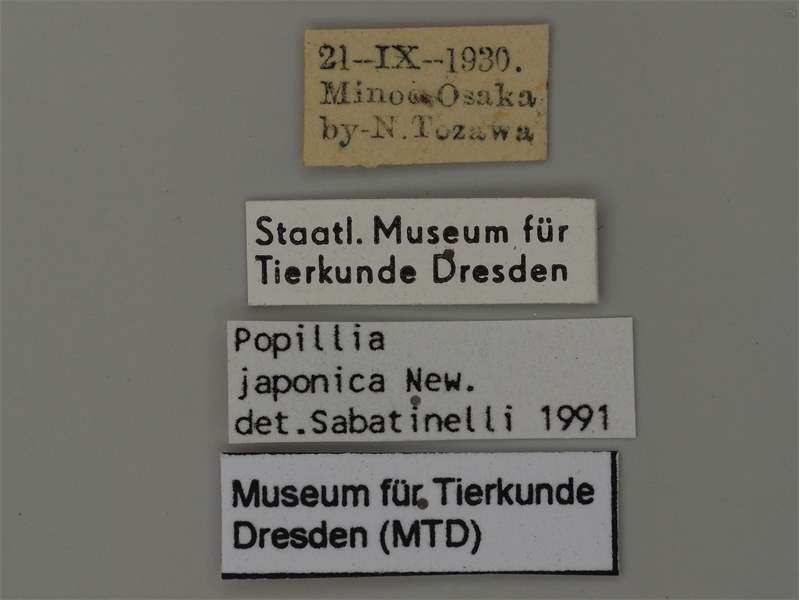 21--IX--1930.
Minoo-Osaka
by-N.Tozawa
Staatl. Museum für
Tierkunde Dresden
Popillia
japonica New.
det.Sabatinelli 1991
Museum für Tierkunde
Dresden (MTD)